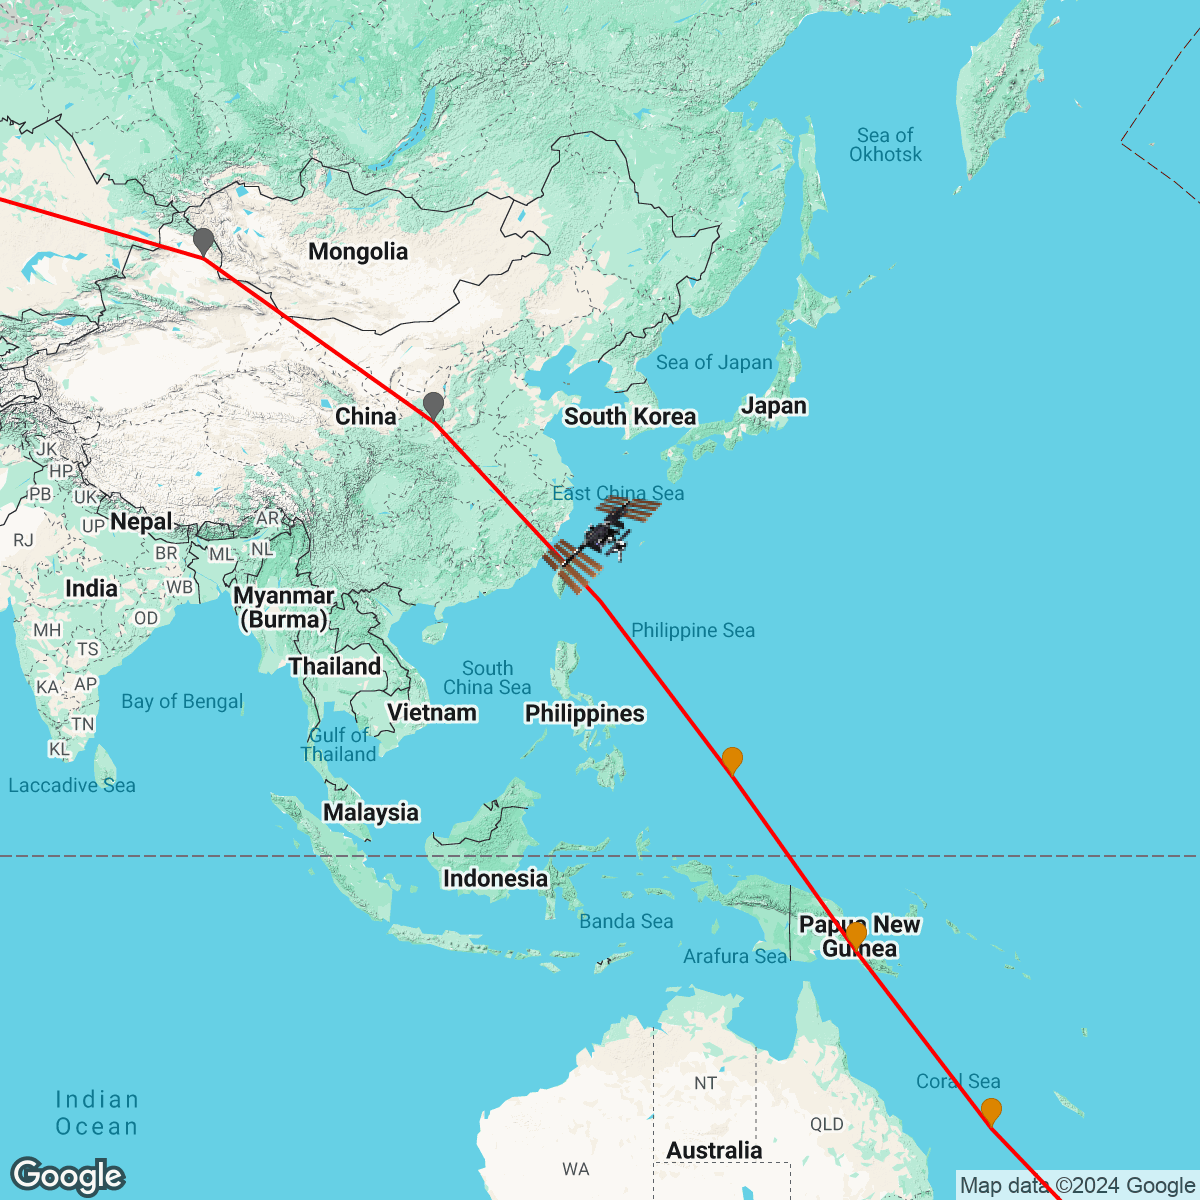 Sea of
Okhotsk
Mongolia
Sea of Japan
Japan
China
South Korea
JK
HP
PB
UK
East China Sea
Nepal
AR
UP
RJ
BR
ML
NL
India
WB
Myanmar
(Burma)
OD
MH
Philippine Sea
TS
Thailand
South
China Sea
KA
AP
Bay of Bengal
Vietnam
Philippines
TN
Gulf of
Thailand
KL
Laccadive Sea
Malaysia
Indonesia
Banda Sea
Papua New
Guinea
Arafura Sea
Coral Sea
NT
Indian
Ocean
QLD
Australia
WA
Google
Map data ©2024 Google